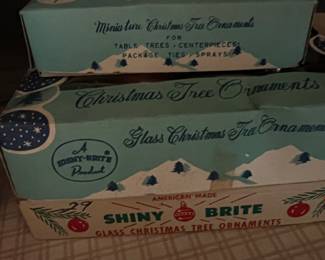 Miniature Christmas Tree Ornaments
FOR
TABLE TREES • CENTERPIECES
PACKAGE TIES • SPRAYS
Christmas Tree Ornaments
Glass Christmas Tree Ornaments
A
SHINY-BRITE
Product
29
AMERICAN MADE
SHINY BRITE
GLASS CHRISTMAS TREE ORNAMENTS